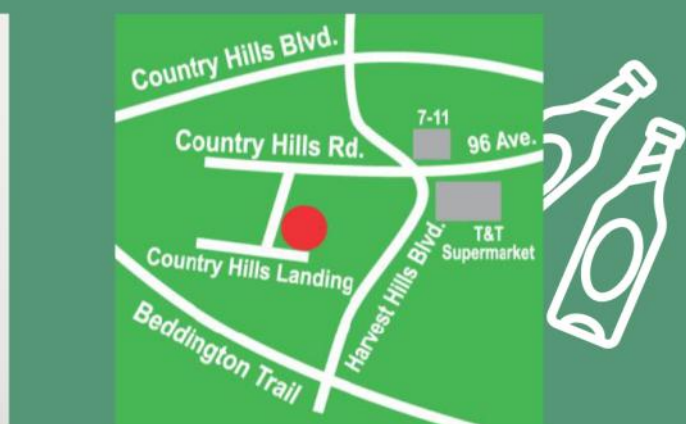 Country Hills Blvd.
7-11
Country Hills Rd.
96 Ave.
T&T
Supermarket
Country Hills Landing
Harvest Hills Blvd.
Beddington Trail